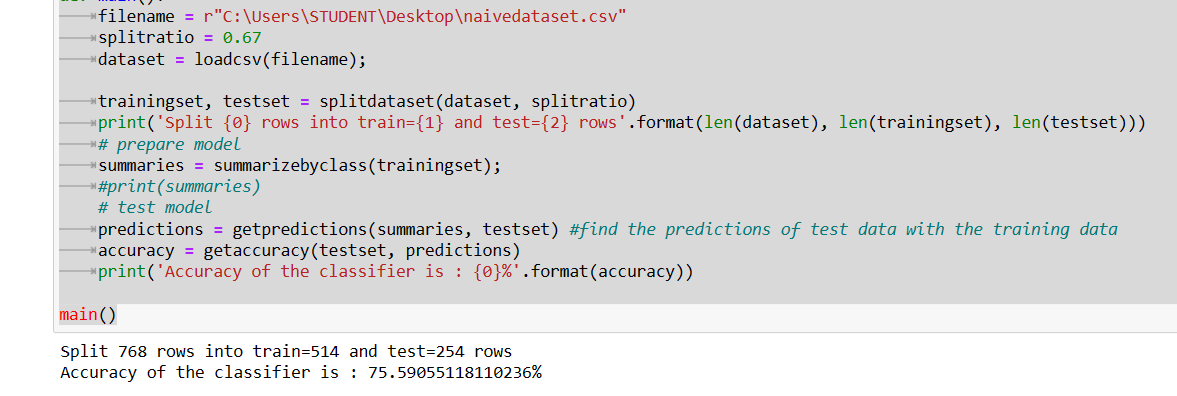 def main():
filename = r"C:\Users\STUDENT\Desktop\naivedataset.csv"
splitratio = 0.67
dataset = loadcsv(filename);
trainingset, testset = splitdataset(dataset, splitratio)
print('Split {0} rows into train={1} and test={2} rows'.format(len(dataset), len(trainingset), len(testset)))
# prepare model
summaries = summarizebyclass(trainingset);
#print(summaries)
# test model
predictions = getpredictions(summaries, testset) #find the predictions of test data with the training data
accuracy = getaccuracy(testset, predictions)
print('Accuracy of the classifier is : {0}%'.format(accuracy))
main()
Split 768 rows into train=514 and test=254 rows
Accuracy of the classifier is : 75.59055118110236%